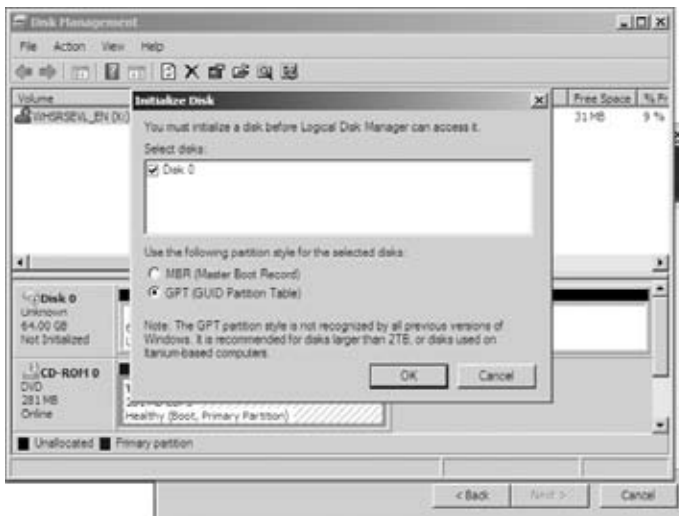 Disk Management
File Action View Help
Volume
Free Space % Fr
WHSRSEVL_EN (X:)
31 MB 9 %
Initialize Disk
You must initialize a disk before Logical Disk Manager can access it.
Select disks:
Disk 0
Use the following partition style for the selected disks:
MBR (Master Boot Record)
GPT (GUID Partition Table)
Note: The GPT partition style is not recognized by all previous versions of
Windows. It is recommended for disks larger than 2TB, or disks used on
Itanium-based computers.
OK Cancel
Disk 0
Unknown
64.00 GB
Not Initialized
CD-ROM 0
DVD
281 MB
Online
Healthy (Boot, Primary Partition)
Unallocated Primary partition
< Back Next > Cancel